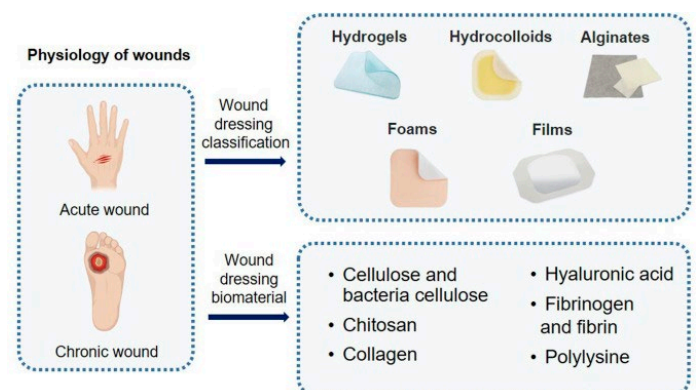 Physiology of wounds
Acute wound
Chronic wound
Wound
dressing
classification
Wound
dressing
biomaterial
Hydrogels
Hydrocolloids
Alginates
Foams
Films
• Cellulose and
bacteria cellulose
• Chitosan
• Collagen
• Hyaluronic acid
• Fibrinogen
and fibrin
• Polylysine